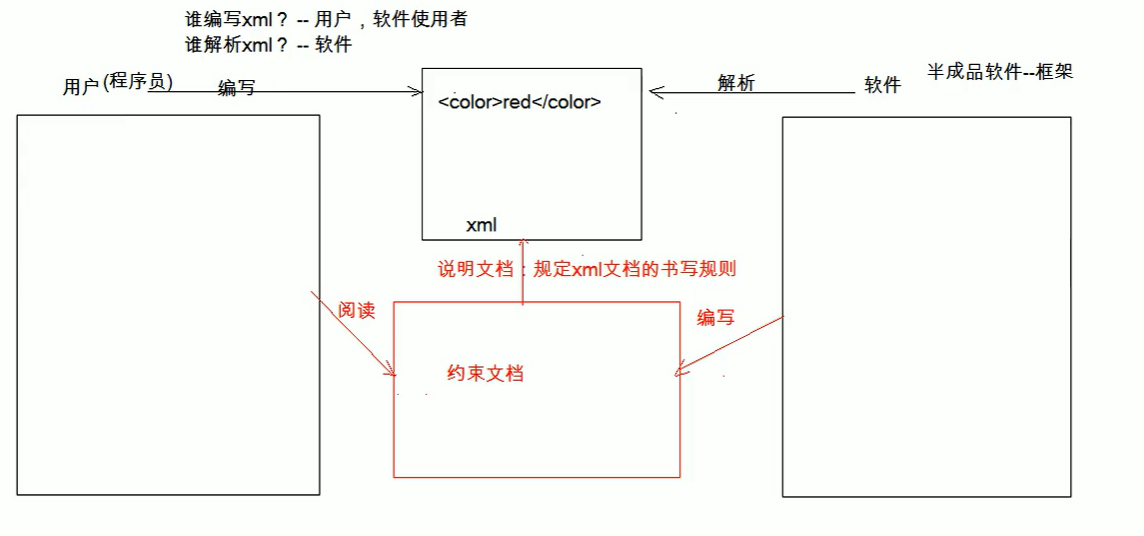 谁编写xml？ -- 用户，软件使用者
谁解析xml？ -- 软件
用户(程序员)
编写
解析
软件
半成品软件--框架
<color>red</color>
xml
说明文档：规定xml文档的书写规则
阅读
编写
约束文档